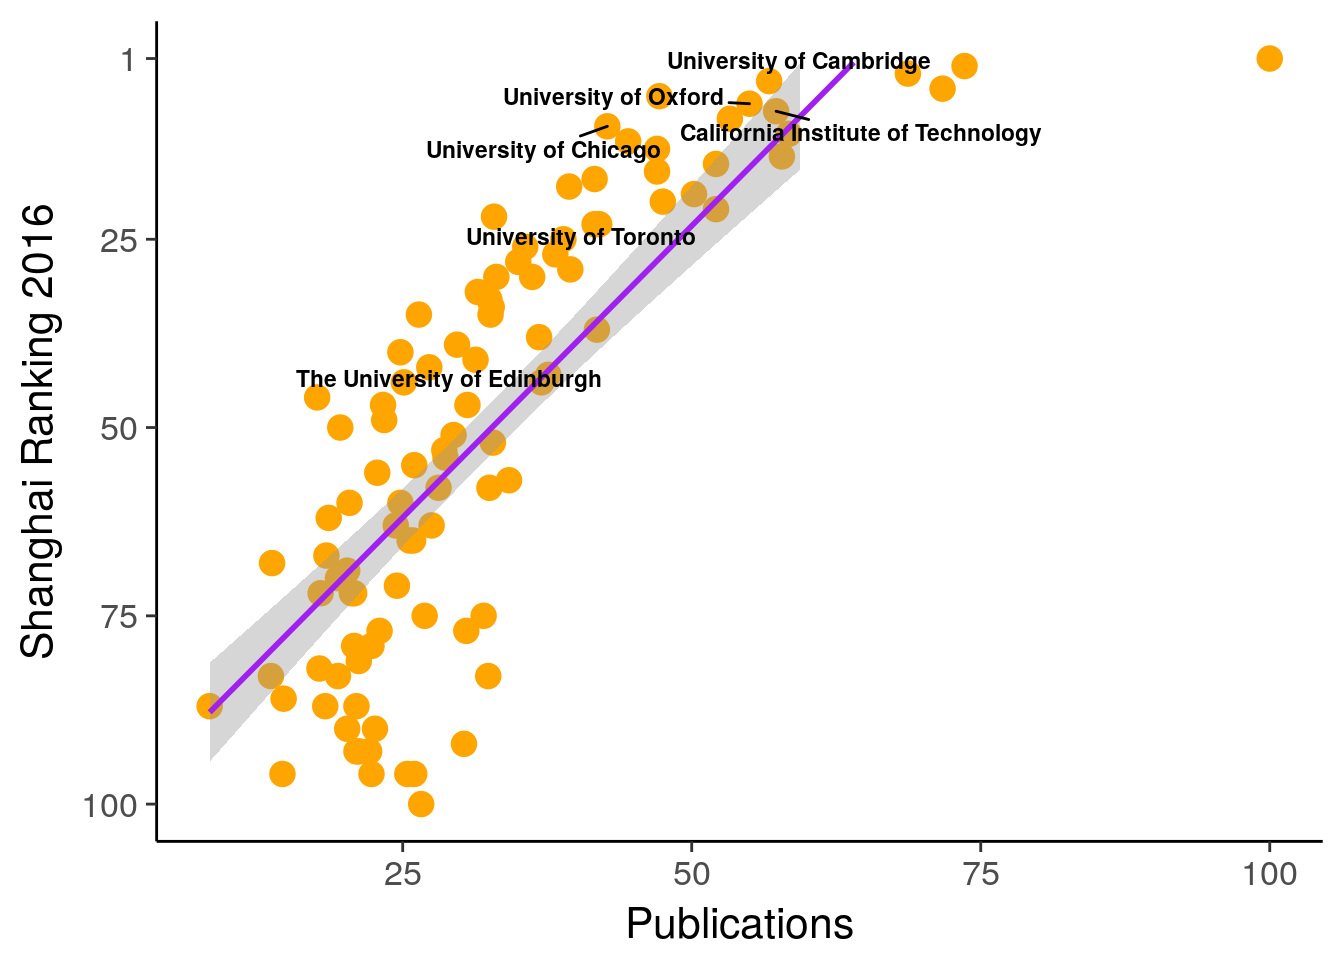 University of Cambridge
University of Oxford
California Institute of Technology
University of Chicago
University of Toronto
The University of Edinburgh
Shanghai Ranking 2016
1
25
50
75
100
25
50
75
100
Publications